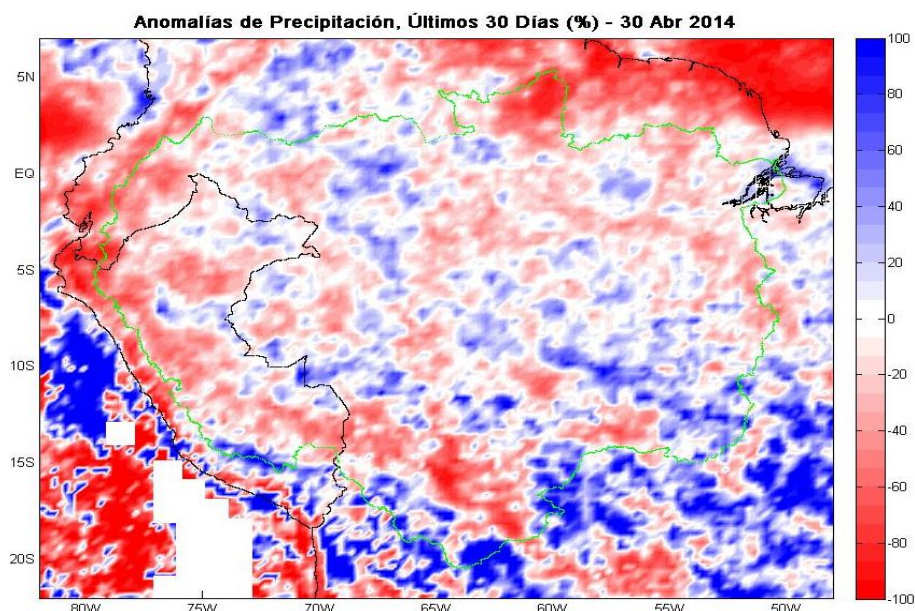 Anomalías de Precipitación, Últimos 30 Días (%) - 30 Abr 2014
5N
EQ
5S
10S
15S
20S
80W 75W 70W 65W 60W 55W 50W
100
80
60
40
20
0
-20
-40
-60
-80
-100